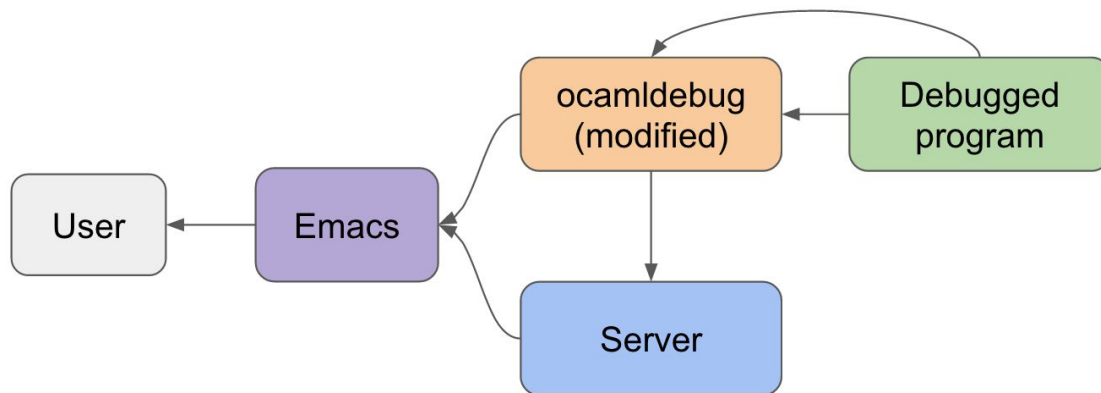 ocamldebug
(modified)
Debugged
program
User
Emacs
Server